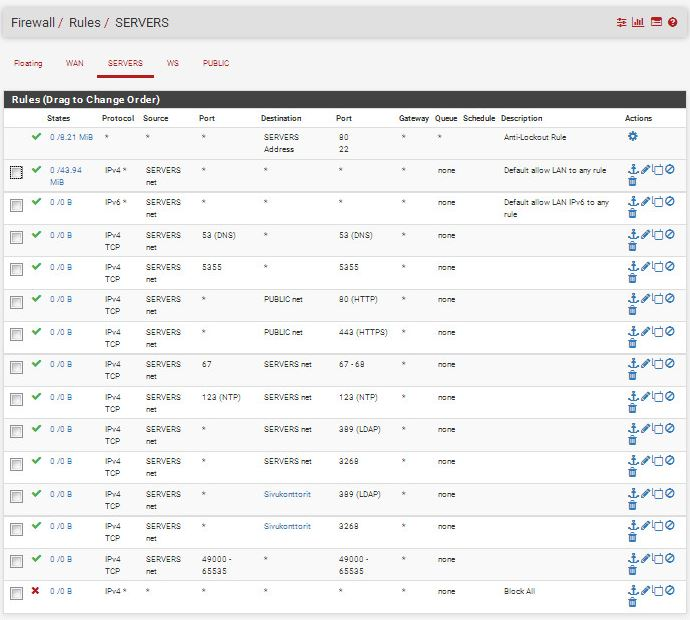 Firewall / Rules / SERVERS
Floating WAN SERVERS WS PUBLIC
Rules (Drag to Change Order)
States Protocol Source Port Destination Port Gateway Queue Schedule Description Actions
0 /8.21 MiB * * * SERVERS 80 * * Anti-Lockout Rule
Address 22
0 /43.94 IPv4 * SERVERS * * * * none Default allow LAN to any rule
MiB net
0 /0 B IPv6 * SERVERS * * * * none Default allow LAN IPv6 to any
net rule
0 /0 B IPv4 SERVERS 53 (DNS) * 53 (DNS) * none
TCP net
0 /0 B IPv4 SERVERS 5355 * 5355 * none
TCP net
0 /0 B IPv4 SERVERS * PUBLIC net 80 (HTTP) * none
TCP net
0 /0 B IPv4 SERVERS * PUBLIC net 443 (HTTPS) * none
TCP net
0 /0 B IPv4 SERVERS 67 SERVERS net 67 - 68 * none
TCP net
0 /0 B IPv4 SERVERS 123 (NTP) SERVERS net 123 (NTP) * none
TCP net
0 /0 B IPv4 SERVERS * SERVERS net 389 (LDAP) * none
TCP net
0 /0 B IPv4 SERVERS * SERVERS net 3268 * none
TCP net
0 /0 B IPv4 SERVERS * Sivukonttorit 389 (LDAP) * none
TCP net
0 /0 B IPv4 SERVERS * Sivukonttorit 3268 * none
TCP net
0 /0 B IPv4 SERVERS 49000 - * 49000 - * none
TCP net 65535 65535
0 /0 B IPv4 * * * * * * none Block All